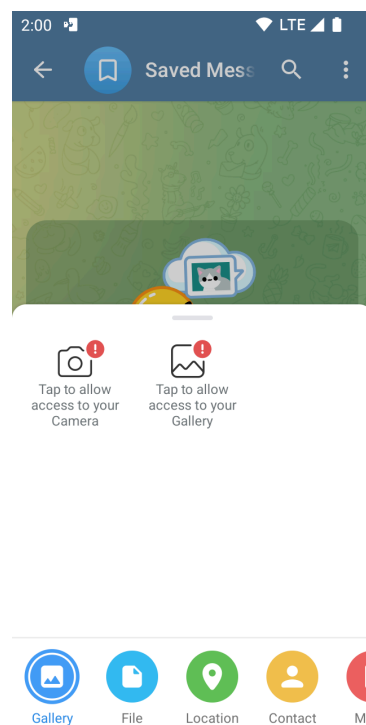 2:00 LTE
Saved Mess
Tap to allow
access to your
Camera
Tap to allow
access to your
Gallery
Gallery File Location Contact M